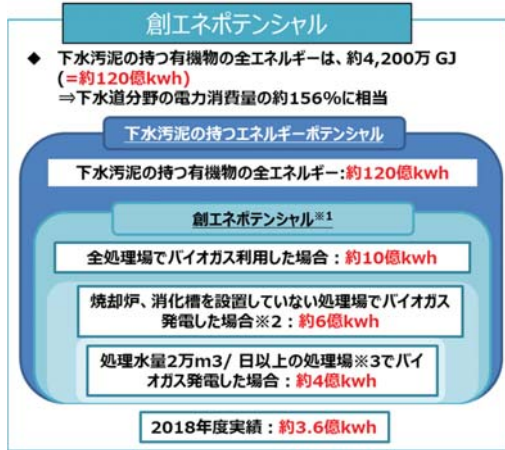 創エネポテンシャル
◆ 下水汚泥の持つ有機物の全エネルギーは、約4,200万 GJ
(=約120億kwh)
⇒下水道分野の電力消費量の約156%に相当
下水汚泥の持つエネルギーポテンシャル
下水汚泥の持つ有機物の全エネルギー:約120億kwh
創エネポテンシャル※1
全処理場でバイオガス利用した場合：約10億kwh
焼却炉、消化槽を設置していない処理場でバイオガス
発電した場合※2：約6億kwh
処理水量2万m3/ 日以上の処理場※3でバイ
オガス発電した場合：約4億kwh
2018年度実績：約3.6億kwh